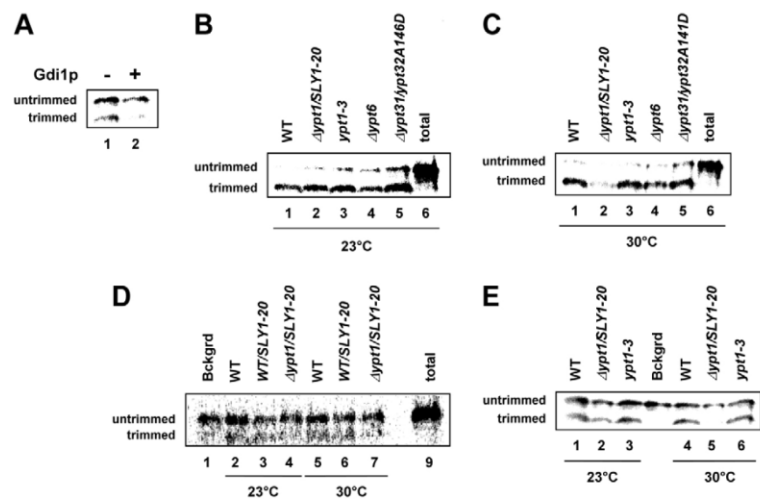 A
Gdi1p - +
untrimmed
trimmed
1 2
B
WT
Δypt1/SLY1-20
ypt1-3
Δypt6
Δypt31/ypt32A146D
total
untrimmed
trimmed
1 2 3 4 5 6
23°C
C
WT
Δypt1/SLY1-20
ypt1-3
Δypt6
Δypt31/ypt32A141D
total
untrimmed
trimmed
1 2 3 4 5 6
30°C
D
Bckgrd
WT
WT/SLY1-20
Δypt1/SLY1-20
WT
WT/SLY1-20
Δypt1/SLY1-20
total
untrimmed
trimmed
1 2 3 4 5 6 7 9
23°C 30°C
E
WT
Δypt1/SLY1-20
ypt1-3
Bckgrd
WT
Δypt1/SLY1-20
ypt1-3
untrimmed
trimmed
1 2 3 4 5 6
23°C 30°C